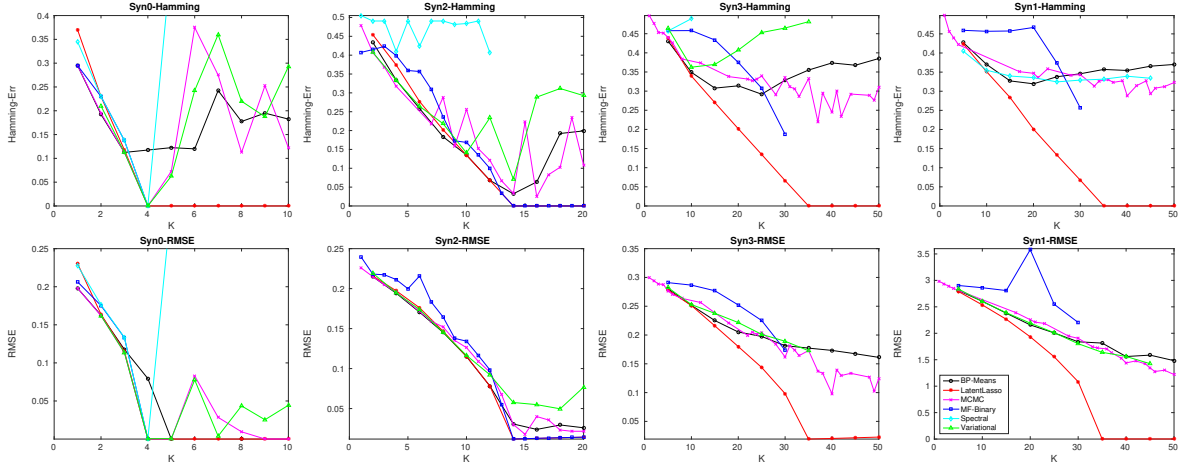 Syn0-Hamming
Hamming-Err
0.4
0.35
0.3
0.25
0.2
0.15
0.1
0.05
0
0 2 4 6 8 10
K
Syn2-Hamming
Hamming-Err
0.5
0.45
0.4
0.35
0.3
0.25
0.2
0.15
0.1
0.05
0
0 5 10 15 20
K
Syn3-Hamming
Hamming-Err
0.45
0.4
0.35
0.3
0.25
0.2
0.15
0.1
0.05
0
0 10 20 30 40 50
K
Syn1-Hamming
Hamming-Err
0.45
0.4
0.35
0.3
0.25
0.2
0.15
0.1
0.05
0
0 10 20 30 40 50
K
Syn0-RMSE
RMSE
0.25
0.2
0.15
0.1
0.05
0 2 4 6 8 10
K
Syn2-RMSE
RMSE
0.25
0.2
0.15
0.1
0.05
0 5 10 15 20
K
Syn3-RMSE
RMSE
0.35
0.3
0.25
0.2
0.15
0.1
0.05
0 10 20 30 40 50
K
Syn1-RMSE
RMSE
3.5
3
2.5
2
1.5
1
0.5
0 10 20 30 40 50
K
BP-Means
LatentLasso
MCMC
MF-Binary
Spectral
Variational